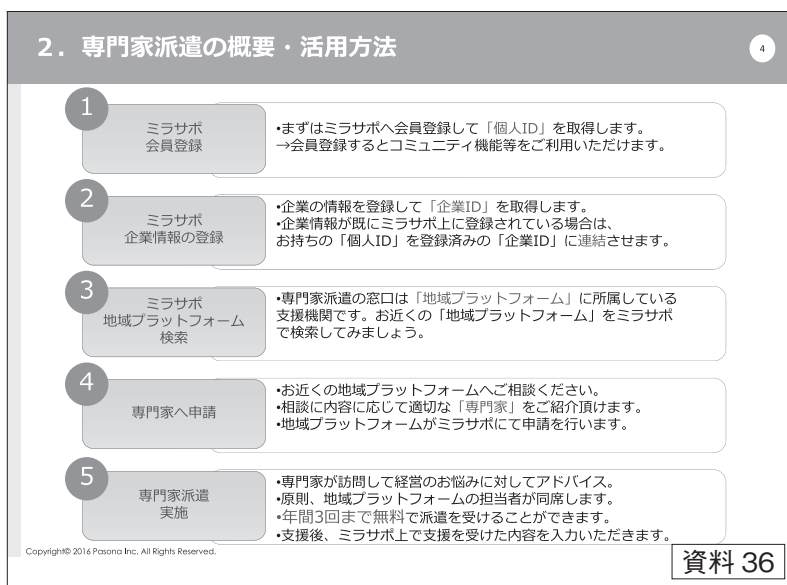 2．専門家派遣の概要・活用方法
4
1
ミラサポ
会員登録
・まずはミラサポへ会員登録して「個人ID」を取得します。
→会員登録するとコミュニティ機能等をご利用いただけます。
2
ミラサポ
企業情報の登録
・企業の情報を登録して「企業ID」を取得します。
・企業情報が既にミラサポ上に登録されている場合は、
お持ちの「個人ID」を登録済みの「企業ID」に連結させます。
3
ミラサポ
地域プラットフォーム
検索
・専門家派遣の窓口は「地域プラットフォーム」に所属している
支援機関です。お近くの「地域プラットフォーム」をミラサポ
で検索してみましょう。
4
専門家へ申請
・お近くの地域プラットフォームへご相談ください。
・相談に内容に応じて適切な「専門家」をご紹介頂けます。
・地域プラットフォームがミラサポにて申請を行います。
5
専門家派遣
実施
・専門家が訪問して経営のお悩みに対してアドバイス。
・原則、地域プラットフォームの担当者が同席します。
・年間3回まで無料で派遣を受けることができます。
・支援後、ミラサポ上で支援を受けた内容を入力いただきます。
Copyright© 2016 Pasona Inc. All Rights Reserved.
資料 36